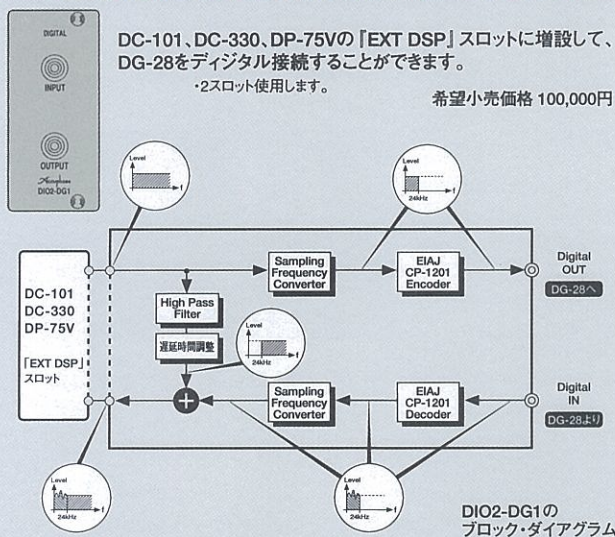 DIGITAL
INPUT
OUTPUT
Accuphase
DIO2-DG1
DC-101、DC-330、DP-75Vの『EXT DSP』スロットに増設して、
DG-28をディジタル接続することができます。
・2スロット使用します。
希望小売価格 100,000円
Level
f
24kHz
Level
f
DC-101
DC-330
DP-75V
「EXT DSP」
スロット
Sampling
Frequency
Converter
EIAJ
CP-1201
Encoder
Digital
OUT
DG-28へ
High Pass
Filter
遅延時間調整
Level
f
24kHz
+
Sampling
Frequency
Converter
EIAJ
CP-1201
Decoder
Digital
IN
DG-28より
Level
f
24kHz
Level
f
24kHz
DIO2-DG1の
ブロック・ダイアグラム